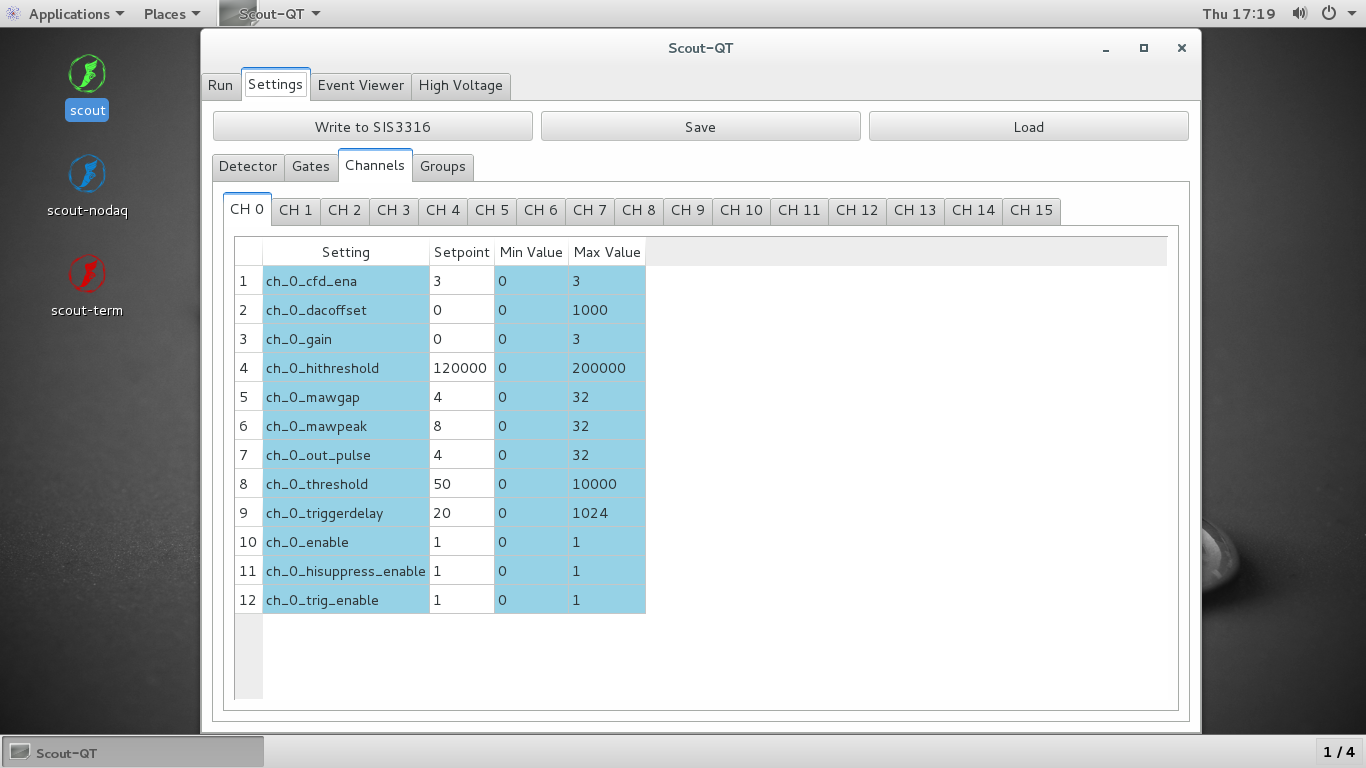 Applications Places Scout-QT Thu 17:19
scout
scout-nodaq
scout-term
Scout-QT
Run Settings Event Viewer High Voltage
Write to SIS3316 Save Load
Detector Gates Channels Groups
CH 0 CH 1 CH 2 CH 3 CH 4 CH 5 CH 6 CH 7 CH 8 CH 9 CH 10 CH 11 CH 12 CH 13 CH 14 CH 15
Setting Setpoint Min Value Max Value
1 ch_0_cfd_ena 3 0 3
2 ch_0_dacoffset 0 0 1000
3 ch_0_gain 0 0 3
4 ch_0_hithreshold 120000 0 200000
5 ch_0_mawgap 4 0 32
6 ch_0_mawpeak 8 0 32
7 ch_0_out_pulse 4 0 32
8 ch_0_threshold 50 0 10000
9 ch_0_triggerdelay 20 0 1024
10 ch_0_enable 1 0 1
11 ch_0_hisuppress_enable 1 0 1
12 ch_0_trig_enable 1 0 1
Scout-QT 1 / 4